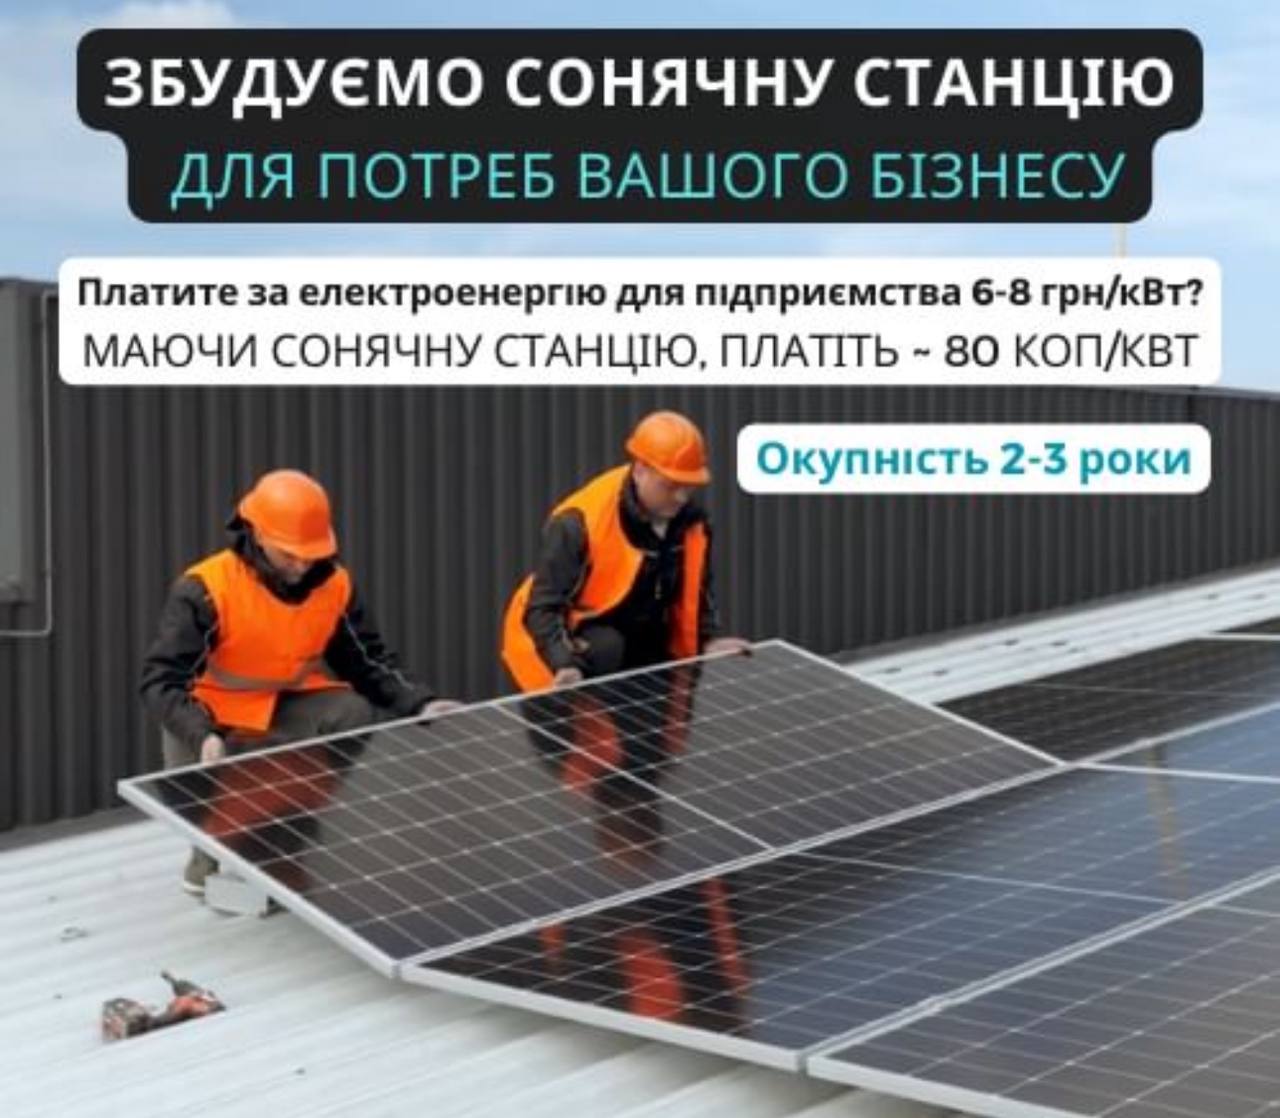 ЗБУДУЄМО СОНЯЧНУ СТАНЦІЮ
ДЛЯ ПОТРЕБ ВАШОГО БІЗНЕСУ
Платите за електроенергію для підприємства 6-8 грн/кВт?
МАЮЧИ СОНЯЧНУ СТАНЦІЮ, ПЛАТІТЬ ~ 80 КОП/КВТ
Окупність 2-3 роки